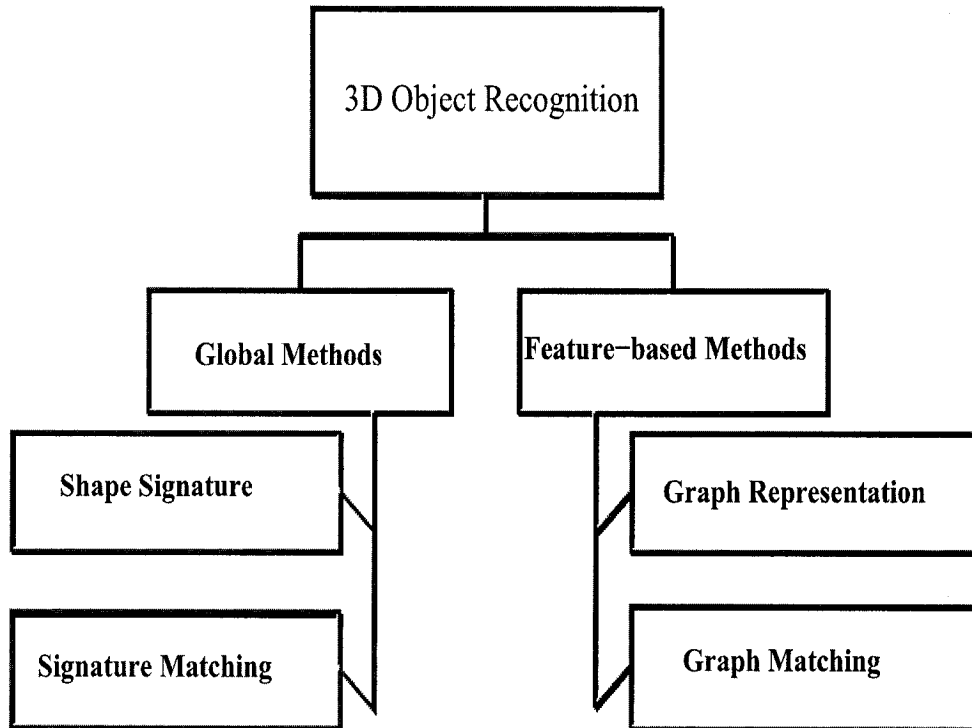 3D Object Recognition
Global Methods
Feature-based Methods
Shape Signature
Graph Representation
Signature Matching
Graph Matching